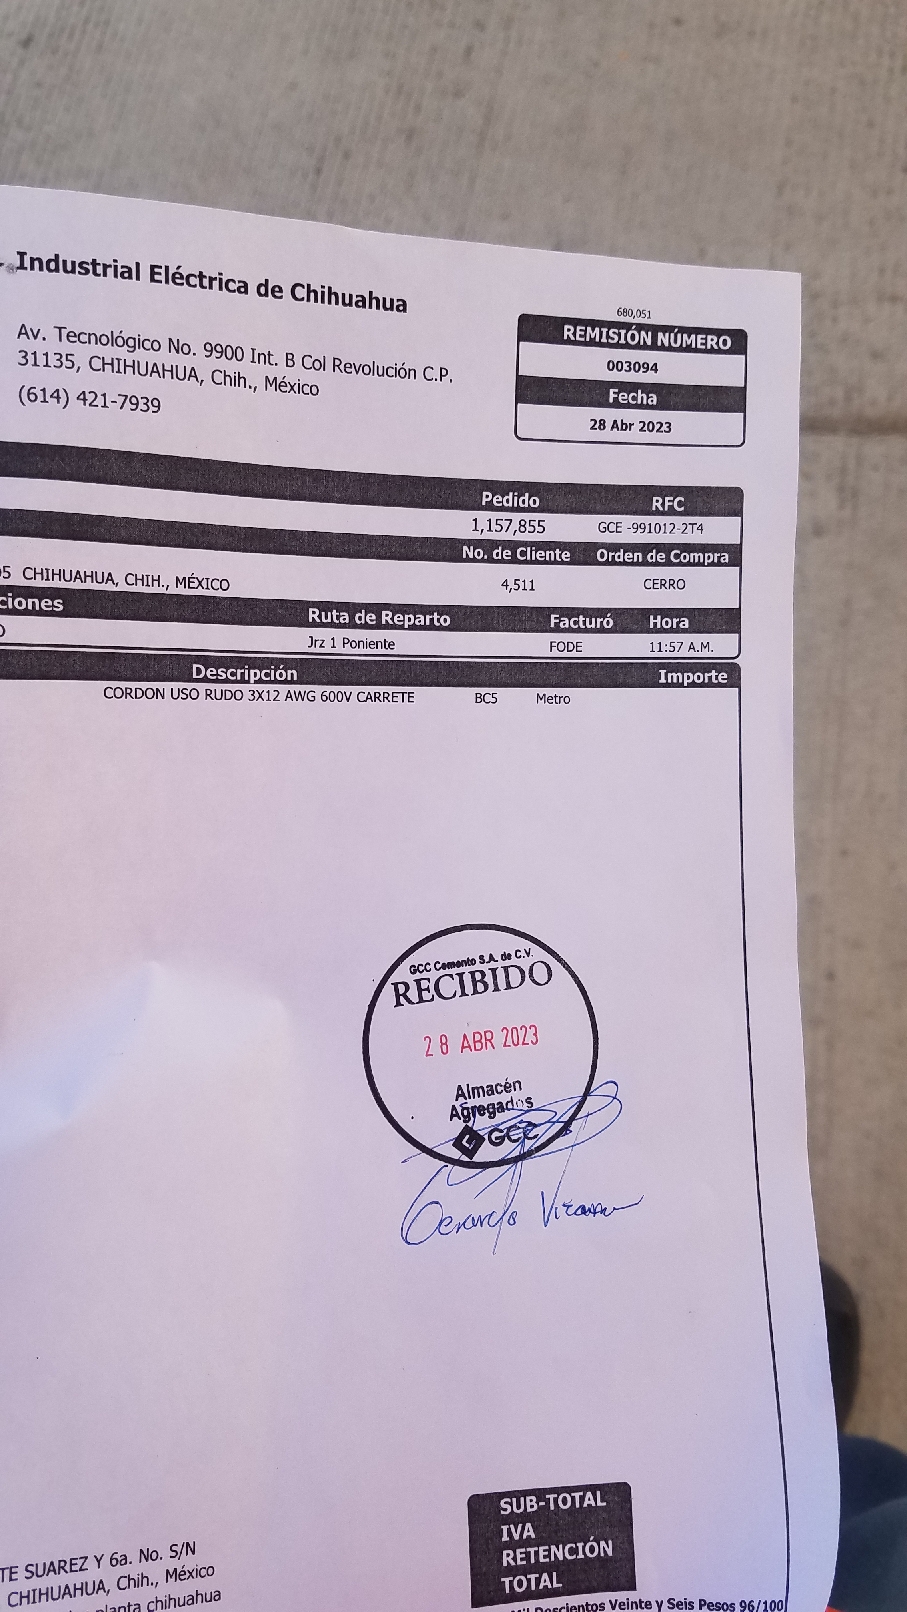 Industrial Eléctrica de Chihuahua
Av. Tecnológico No. 9900 Int. B Col Revolución C.P.
31135, CHIHUAHUA, Chih., México
(614) 421-7939
680,051
REMISIÓN NÚMERO
003094
Fecha
28 Abr 2023
Pedido RFC
1,157,855 GCE -991012-2T4
No. de Cliente Orden de Compra
5 CHIHUAHUA, CHIH., MÉXICO 4,511 CERRO
ciones Ruta de Reparto Facturó Hora
Jrz 1 Poniente FODE 11:57 A.M.
Descripción Importe
CORDON USO RUDO 3X12 AWG 600V CARRETE BC5 Metro
GCC Cemento S.A. de C.V.
RECIBIDO
28 ABR 2023
Almacén
Agregados
GCC
Gerardo
SUB-TOTAL
IVA
RETENCIÓN
TOTAL
TE SUAREZ Y 6a. No. S/N
CHIHUAHUA, Chih., México
planta chihuahua
Descientos Veinte y Seis Pesos 96/100